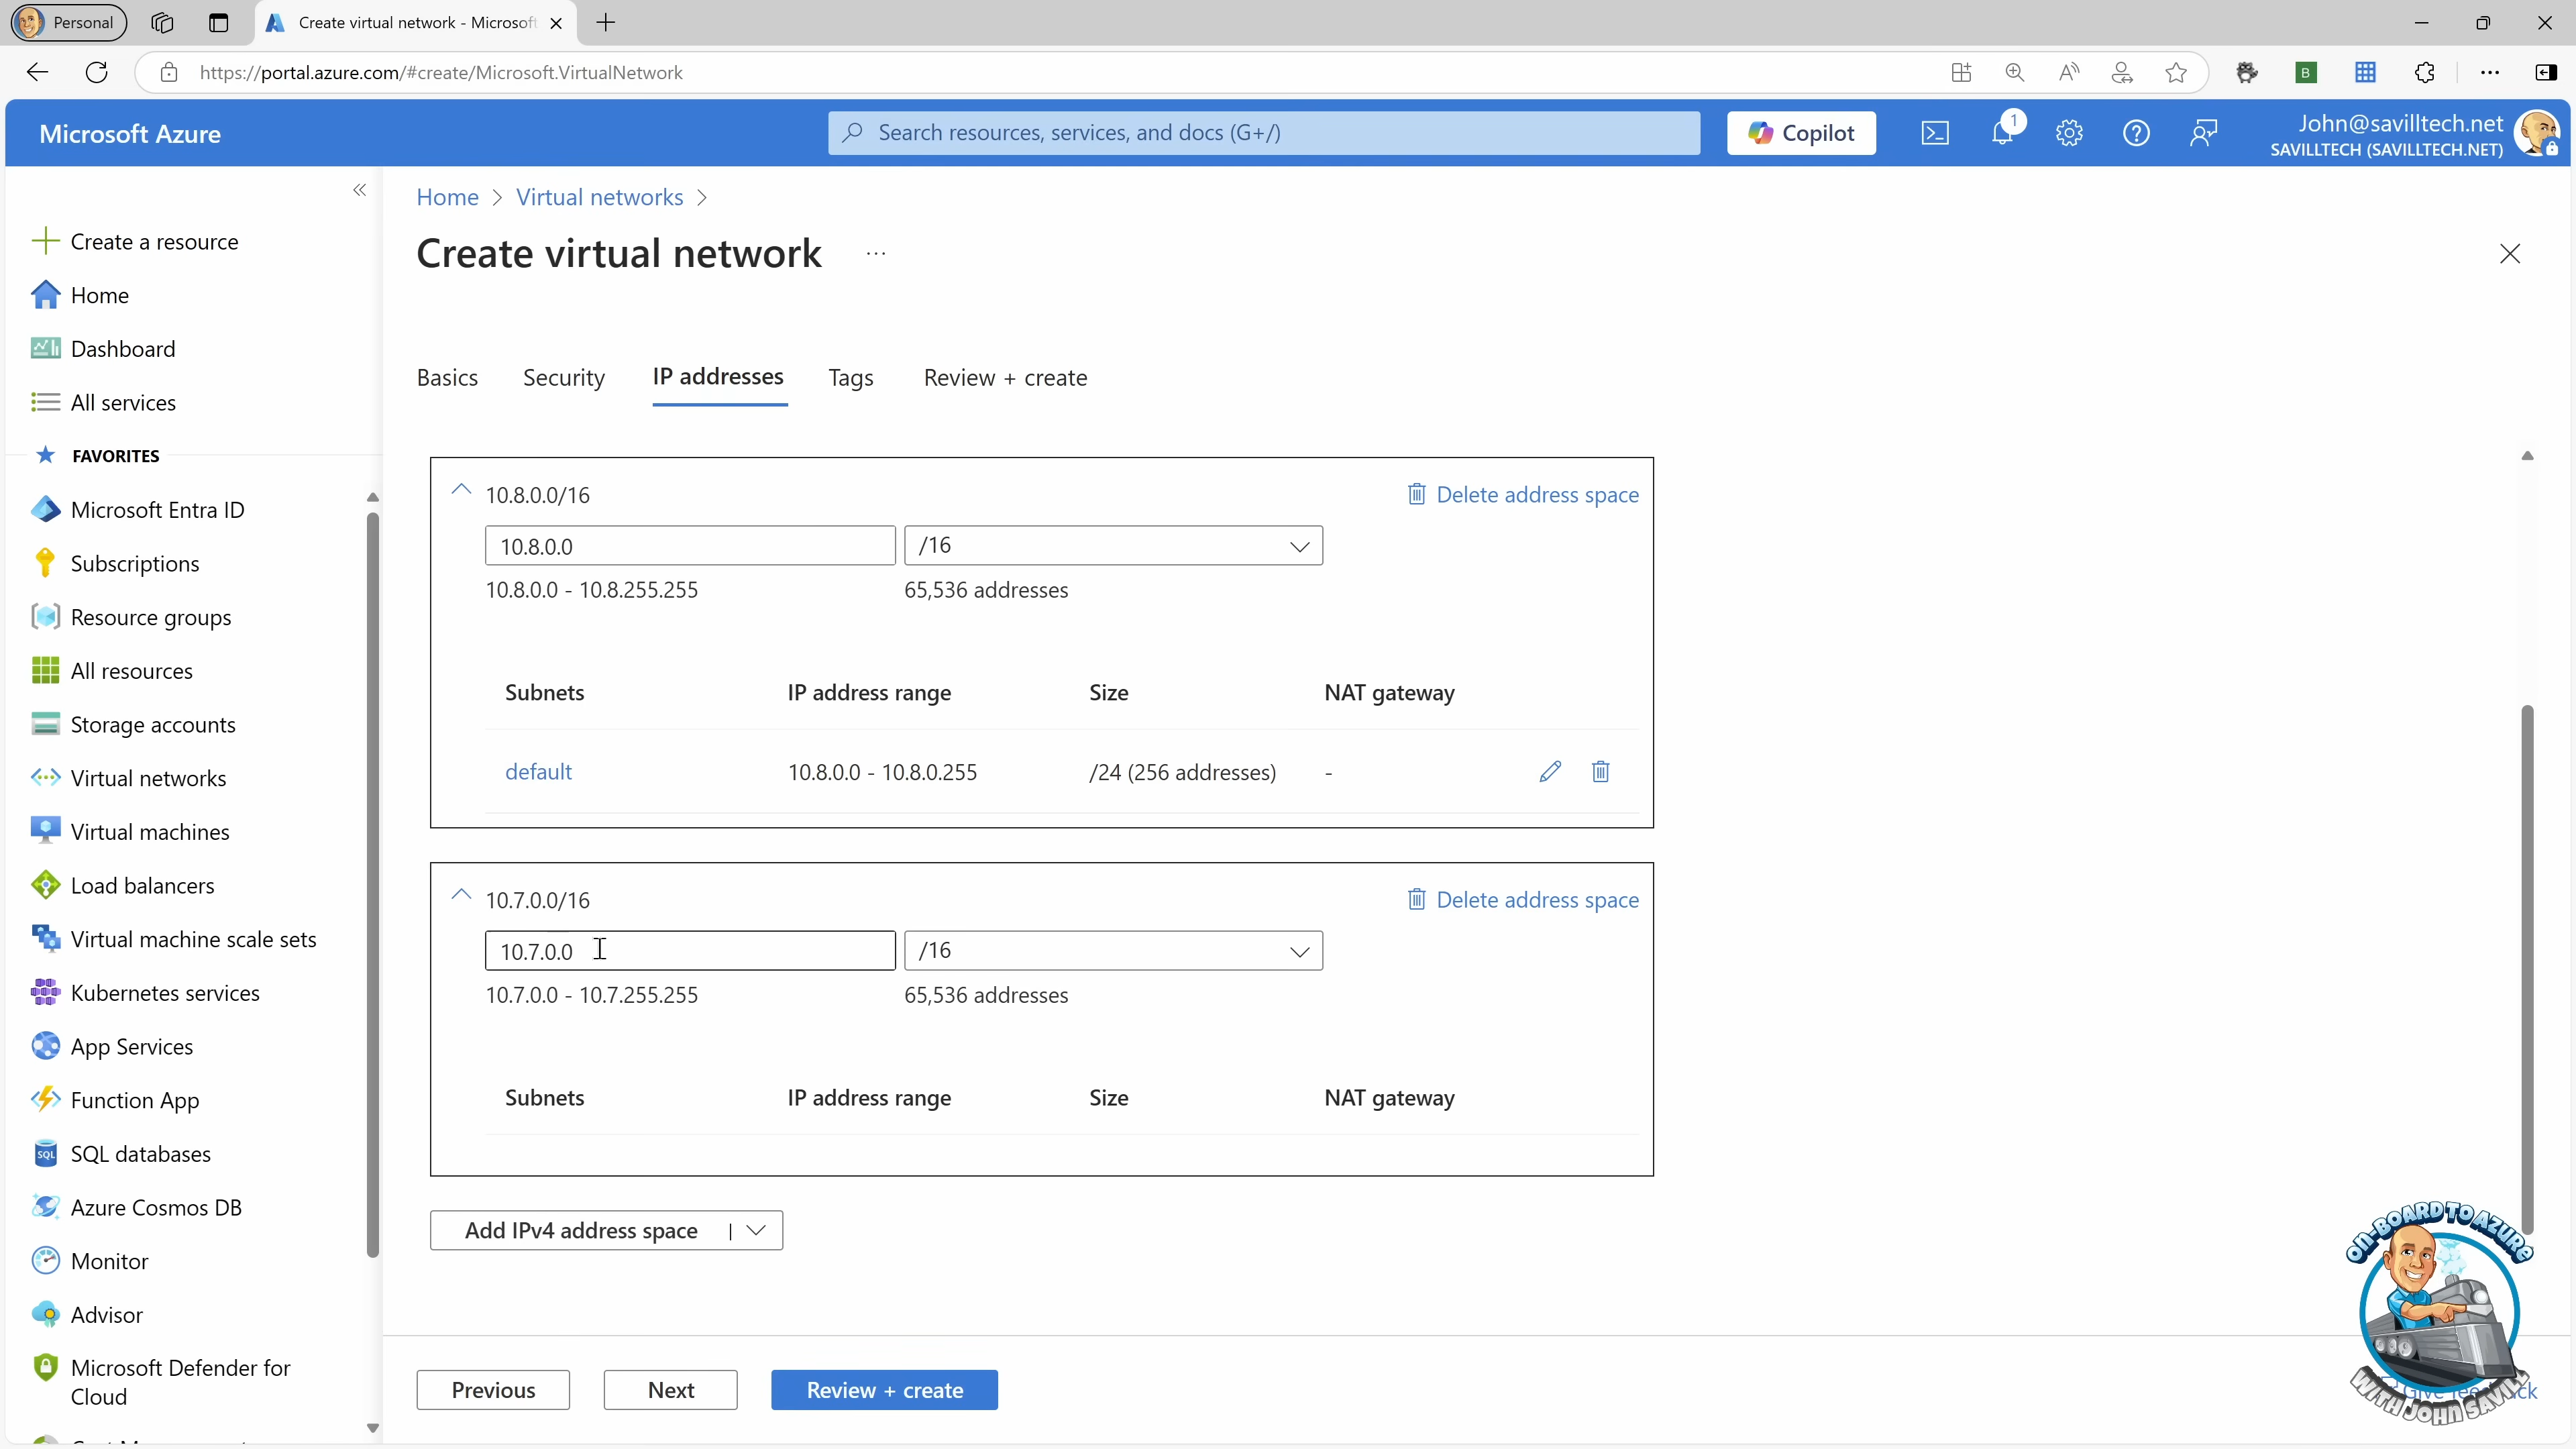 Personal
Create virtual network - Microsoft
https://portal.azure.com/#create/Microsoft.VirtualNetwork
B
Microsoft Azure
Search resources, services, and docs (G+/)
Copilot
1
John@savilltech.net
SAVILLTECH (SAVILLTECH.NET)
Create a resource
Home
Dashboard
All services
FAVORITES
Microsoft Entra ID
Subscriptions
Resource groups
All resources
Storage accounts
Virtual networks
Virtual machines
Load balancers
Virtual machine scale sets
Kubernetes services
App Services
Function App
SQL
SQL databases
Azure Cosmos DB
Monitor
Advisor
Microsoft Defender for
Cloud
Home > Virtual networks >
Create virtual network ...
Basics Security IP addresses Tags Review + create
10.8.0.0/16 Delete address space
10.8.0.0 /16
10.8.0.0 - 10.8.255.255 65,536 addresses
Subnets IP address range Size NAT gateway
default 10.8.0.0 - 10.8.0.255 /24 (256 addresses) -
10.7.0.0/16 Delete address space
10.7.0.0 /16
10.7.0.0 - 10.7.255.255 65,536 addresses
Subnets IP address range Size NAT gateway
Add IPv4 address space
Previous Next Review + create
ON-BOARD TO AZURE
WITH JOHN SAVILL
Give